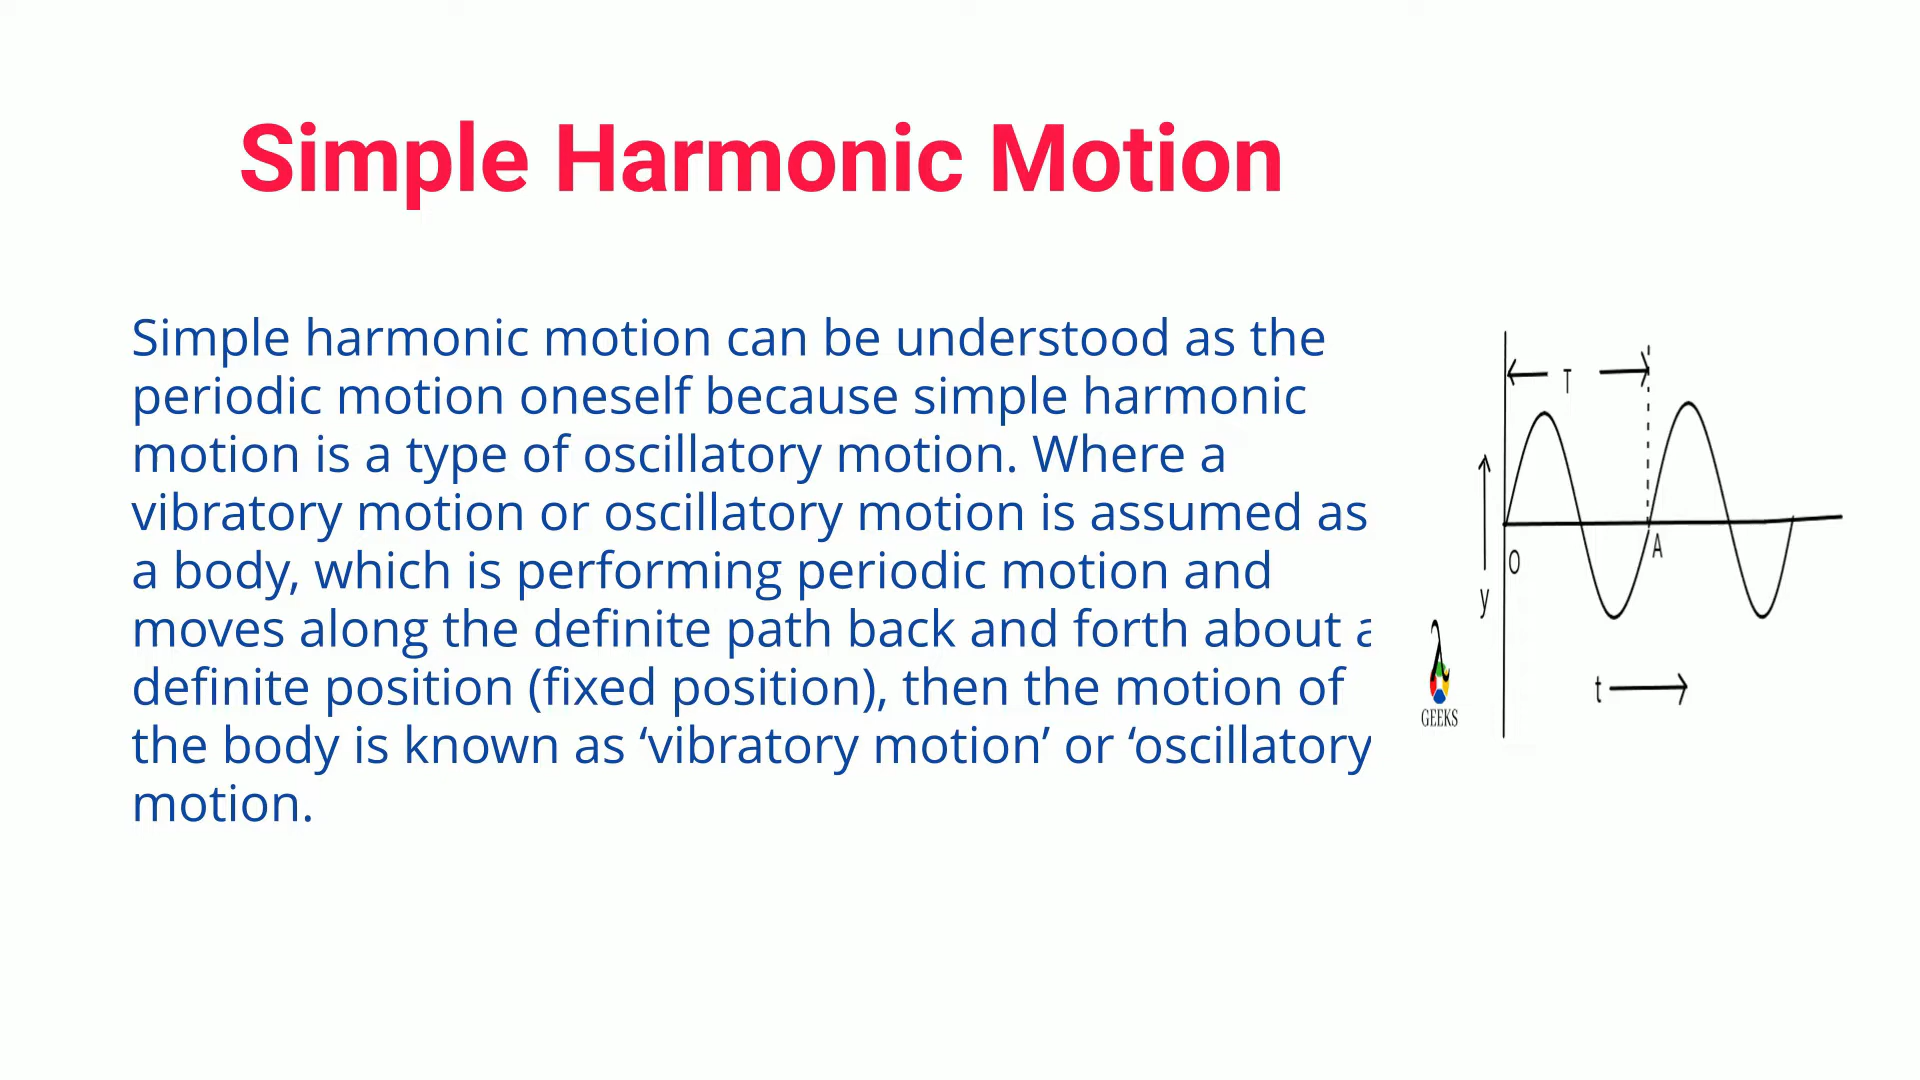 Simple Harmonic Motion
Simple harmonic motion can be understood as the
periodic motion oneself because simple harmonic
motion is a type of oscillatory motion. Where a
vibratory motion or oscillatory motion is assumed as
a body, which is performing periodic motion and
moves along the definite path back and forth about a
definite position (fixed position), then the motion of
the body is known as ‘vibratory motion’ or ‘oscillatory
motion.
T
O
A
y
t
λ
GEEKS